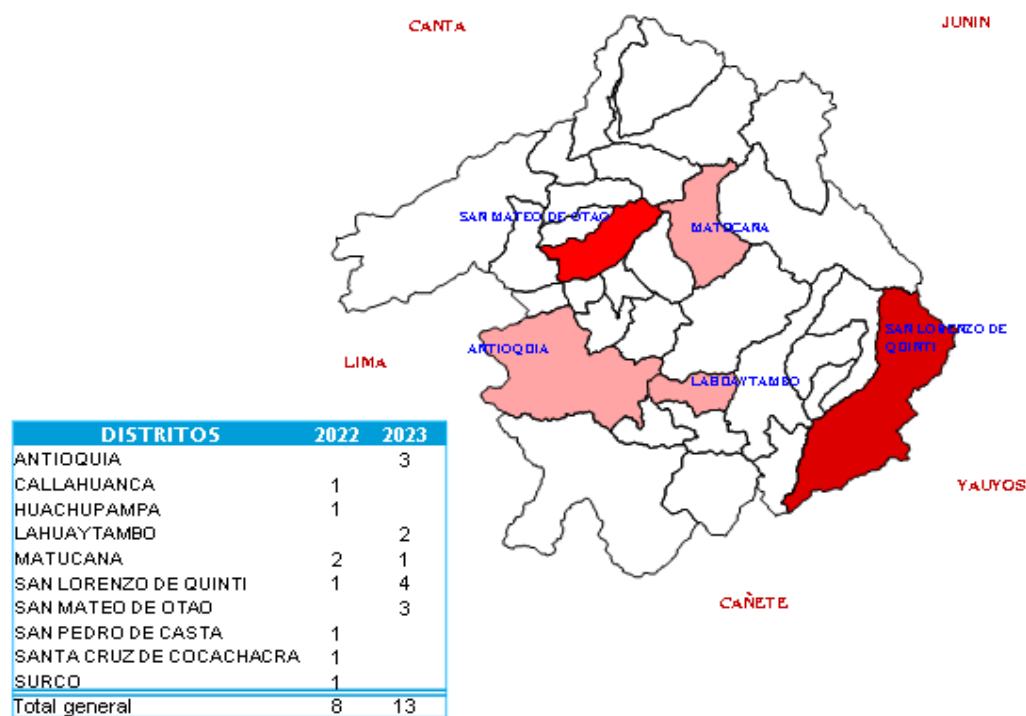 CANTA
JUNIN
SAN MATEO DE OTAO
MATUCANA
SAN LORENZO DE
QUINTI
ANTIOQUIA
LIMA
LAHUAYTAMBO
YAUYOS
CAÑETE
DISTRITOS 2022 2023
ANTIOQUIA 3
CALLAHUANCA 1
HUACHUPAMPA 1
LAHUAYTAMBO 2
MATUCANA 2 1
SAN LORENZO DE QUINTI 1 4
SAN MATEO DE OTAO 3
SAN PEDRO DE CASTA 1
SANTA CRUZ DE COCACHACRA 1
SURCO 1
Total general 8 13